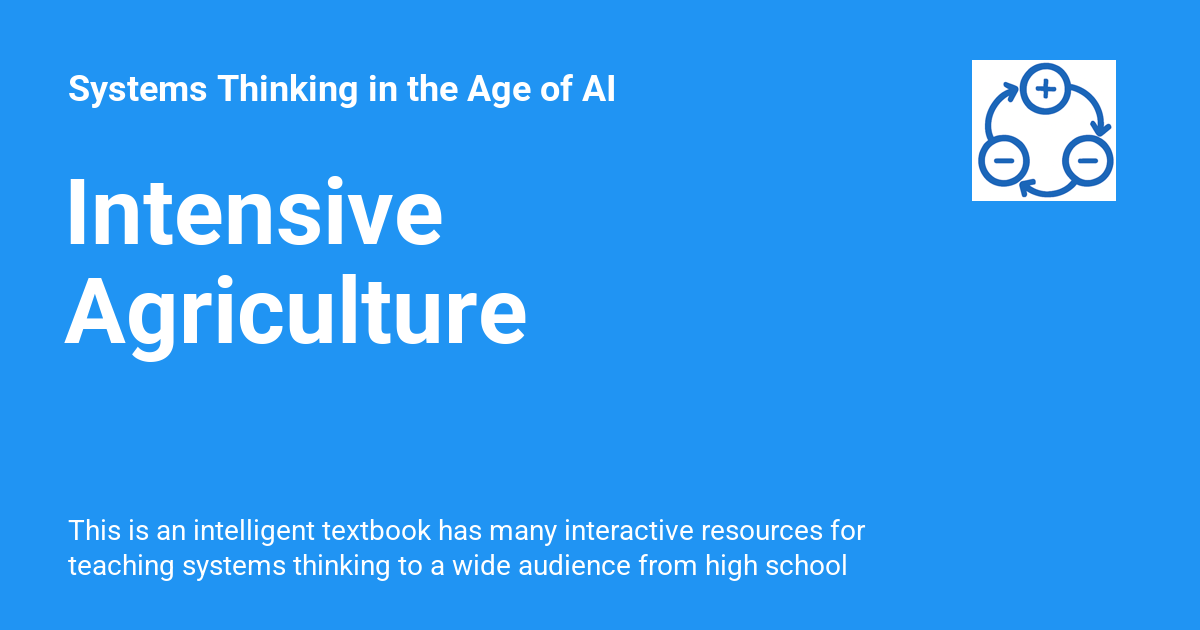 Systems Thinking in the Age of AI
Intensive
Agriculture
This is an intelligent textbook has many interactive resources for
teaching systems thinking to a wide audience from high school